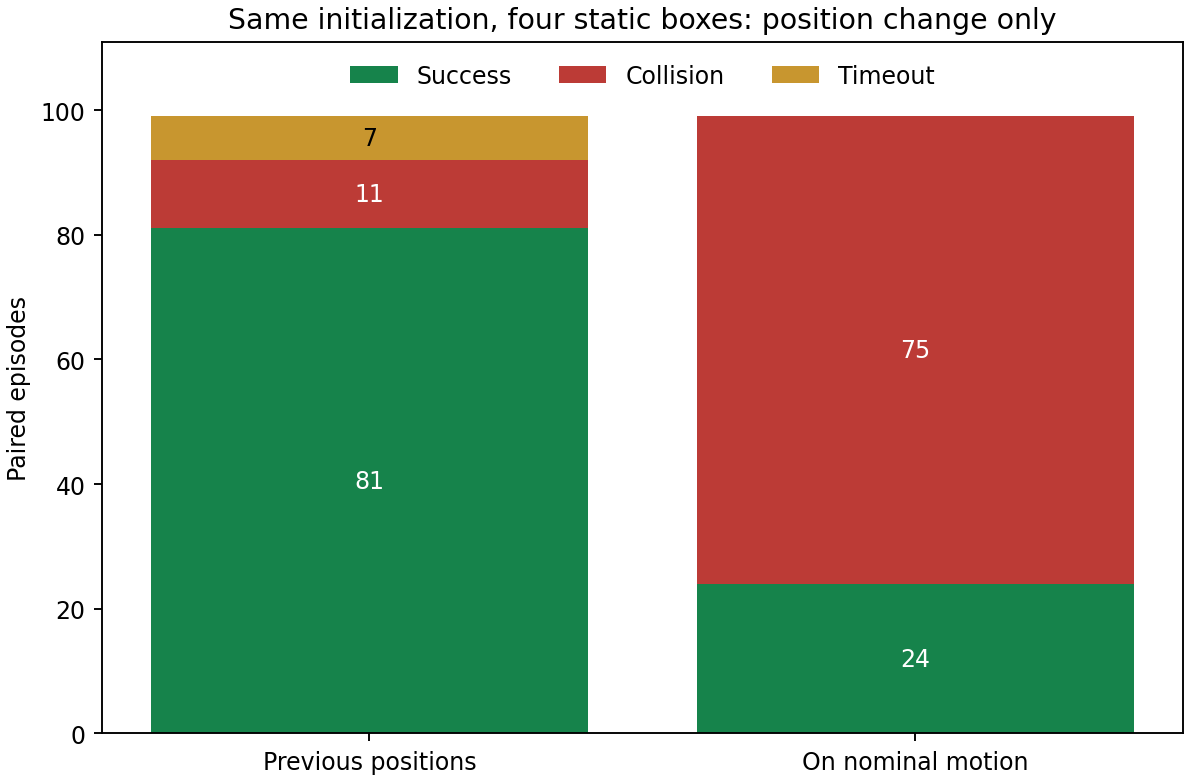 Same initialization, four static boxes: position change only
Success Collision Timeout
Paired episodes
100
80
60
40
20
0
7
11
81
75
24
Previous positions On nominal motion